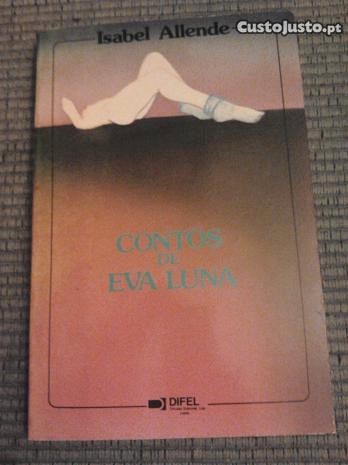 CustoJusto.pt
Isabel Allende
CONTOS
DE
EVA LUNA
DIFEL